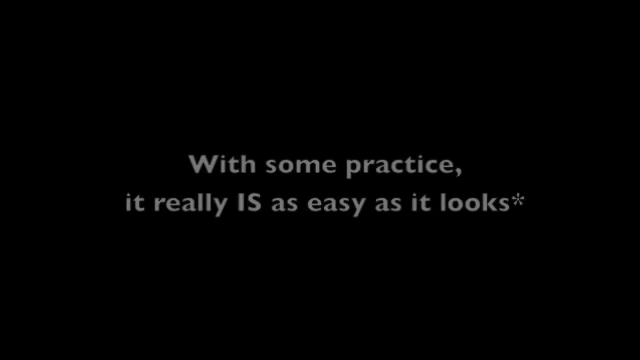 With some practice,
it really IS as easy as it looks*